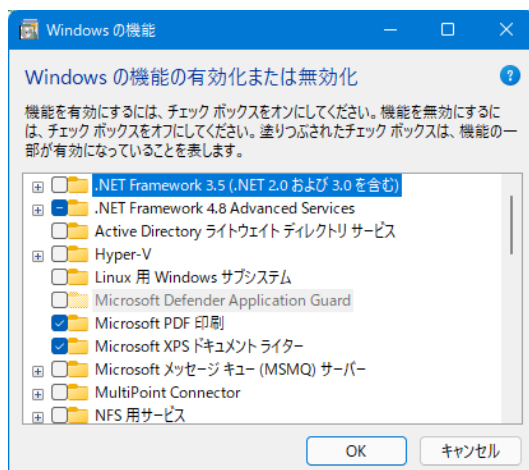 Windows の機能
Windows の機能の有効化または無効化
機能を有効にするには、チェック ボックスをオンにしてください。機能を無効にするに
は、チェック ボックスをオフにしてください。塗りつぶされたチェック ボックスは、機能の一
部が有効になっていることを表します。
.NET Framework 3.5 (.NET 2.0 および 3.0 を含む)
.NET Framework 4.8 Advanced Services
Active Directory ライトウェイト ディレクトリ サービス
Hyper-V
Linux 用 Windows サブシステム
Microsoft Defender Application Guard
Microsoft PDF 印刷
Microsoft XPS ドキュメント ライター
Microsoft メッセージ キュー (MSMQ) サーバー
MultiPoint Connector
NFS 用サービス
OK キャンセル